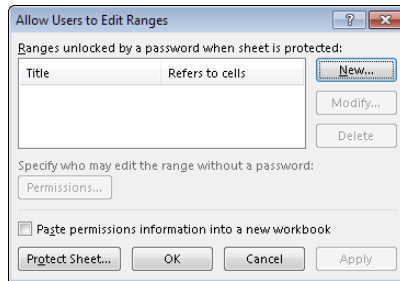 Allow Users to Edit Ranges
Ranges unlocked by a password when sheet is protected:
Title Refers to cells
New...
Modify...
Delete
Specify who may edit the range without a password:
Permissions...
Paste permissions information into a new workbook
Protect Sheet... OK Cancel Apply